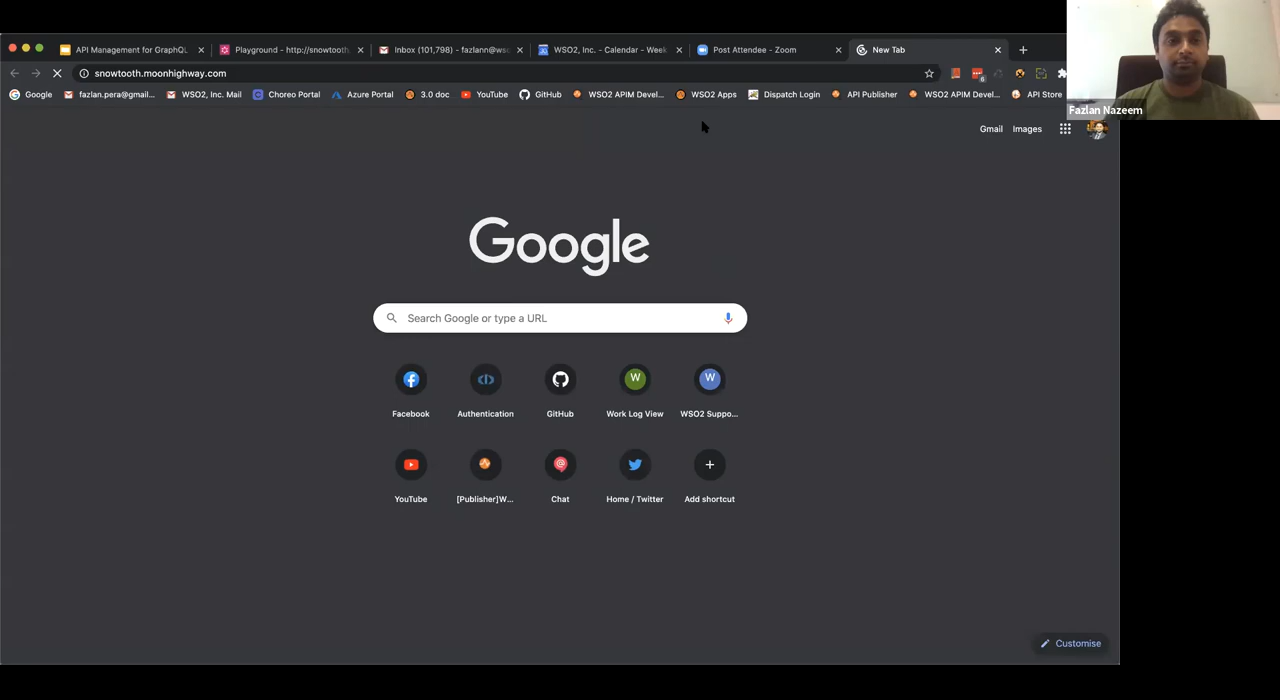 API Management for GraphQL
Playground - http://snowtooth.
Inbox (101,798) - fazlann@ws
WSO2, Inc. - Calendar - Week
Post Attendee - Zoom
New Tab
snowtooth.moonhighway.com
6
Google
fazlan.pera@gmail...
WSO2, Inc. Mail
Choreo Portal
Azure Portal
3.0 doc
YouTube
GitHub
WSO2 APIM Devel...
WSO2 Apps
Dispatch Login
API Publisher
WSO2 APIM Devel...
API Store
Fazlan Nazeem
Gmail
Images
Google
Search Google or type a URL
W
W
Facebook
Authentication
GitHub
Work Log View
WSO2 Suppo...
YouTube
[Publisher]W...
Chat
Home / Twitter
Add shortcut
Customise